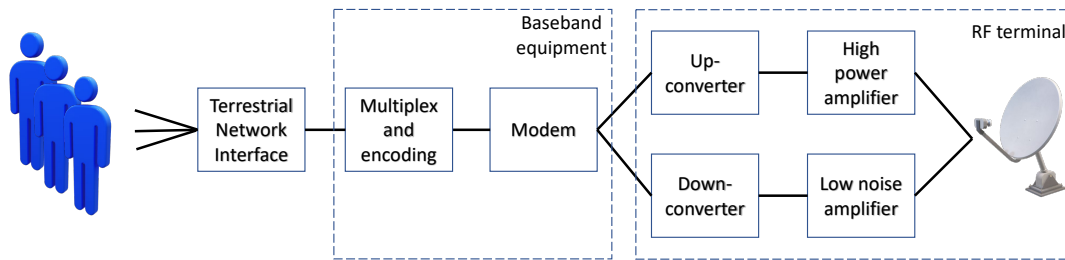 Baseband
equipment
RF terminal
Terrestrial
Network
Interface
Multiplex
and
encoding
Modem
Up-
converter
High
power
amplifier
Down-
converter
Low noise
amplifier